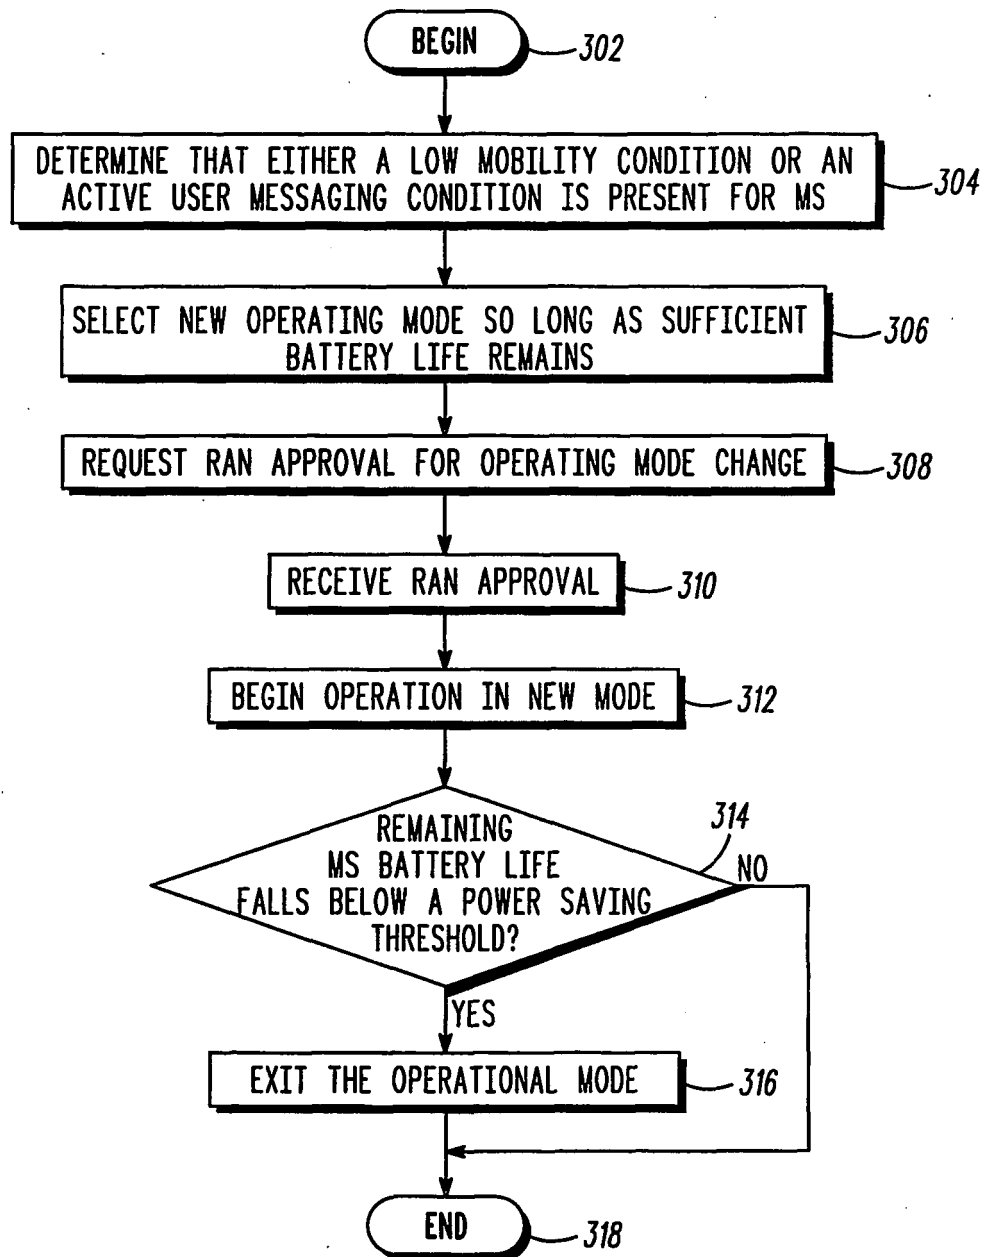 BEGIN
302
DETERMINE THAT EITHER A LOW MOBILITY CONDITION OR AN
ACTIVE USER MESSAGING CONDITION IS PRESENT FOR MS
304
SELECT NEW OPERATING MODE SO LONG AS SUFFICIENT
BATTERY LIFE REMAINS
306
REQUEST RAN APPROVAL FOR OPERATING MODE CHANGE
308
RECEIVE RAN APPROVAL
310
BEGIN OPERATION IN NEW MODE
312
REMAINING
MS BATTERY LIFE
FALLS BELOW A POWER SAVING
THRESHOLD?
314
NO
YES
EXIT THE OPERATIONAL MODE
316
END
318